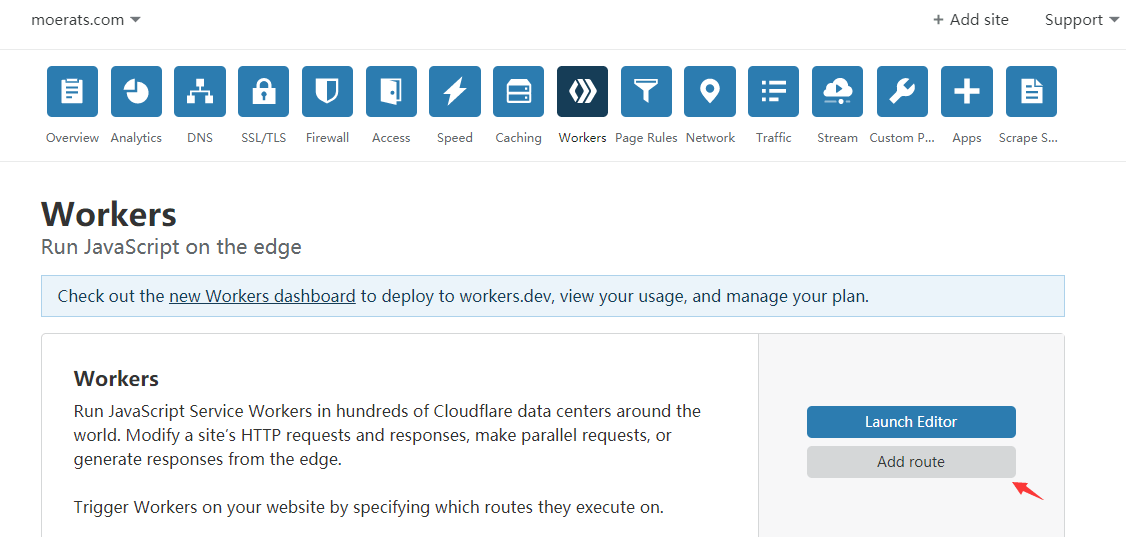 moerats.com
+ Add site
Support
Overview Analytics DNS SSL/TLS Firewall Access Speed Caching Workers Page Rules Network Traffic Stream Custom P... Apps Scrape S...
Workers
Run JavaScript on the edge
Check out the new Workers dashboard to deploy to workers.dev, view your usage, and manage your plan.
Workers
Run JavaScript Service Workers in hundreds of Cloudflare data centers around the
world. Modify a site's HTTP requests and responses, make parallel requests, or
generate responses from the edge.
Trigger Workers on your website by specifying which routes they execute on.
Launch Editor
Add route